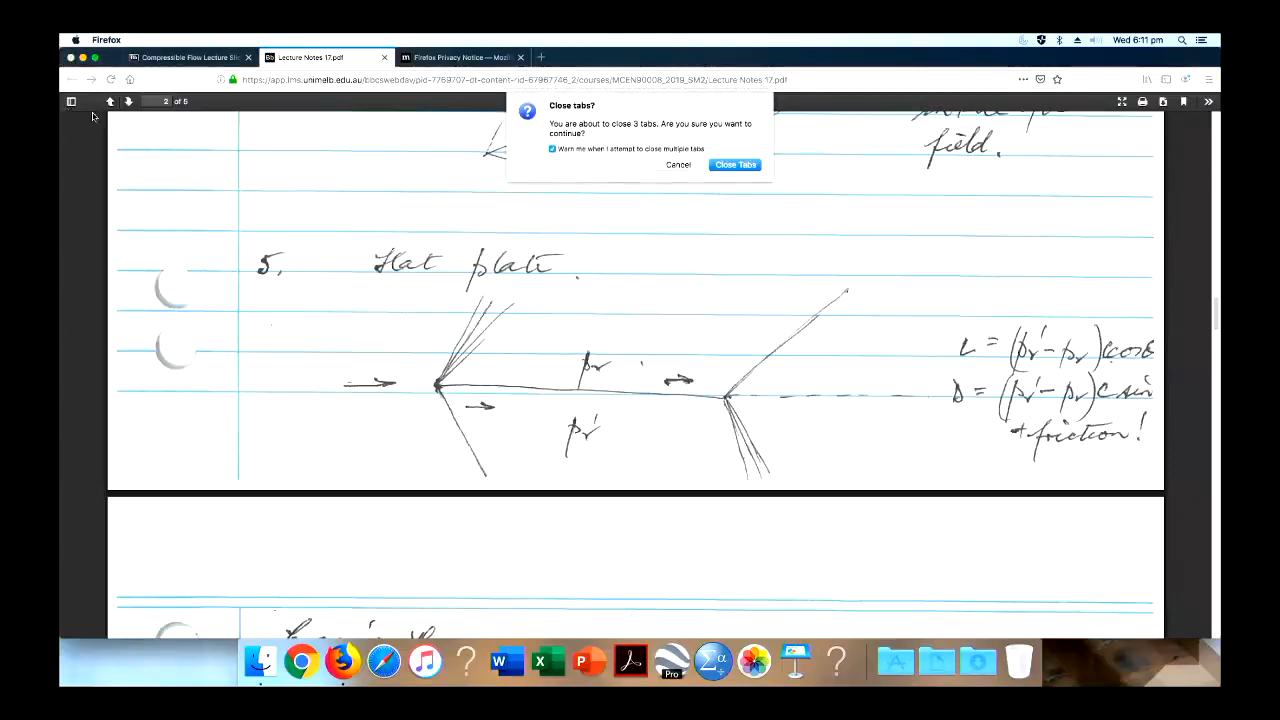 Firefox
Wed 6:11 pm
Compressible Flow Lecture Sli
Lecture Notes 17.pdf
Firefox Privacy Notice — Mozil
https://app.lms.unimelb.edu.au/bbcswebdav/pid-7769707-dt-content-rid-67967746_2/courses/MCEN90008_2019_SM2/Lecture Notes 17.pdf
2 of 5
Close tabs?
You are about to close 3 tabs. Are you sure you want to
continue?
Warn me when I attempt to close multiple tabs
Cancel
Close Tabs
field.
5. Flat plate.
pr
pr'
L = (pr' - pr) c cos
D = (pr' - pr) c sin
+ friction!
W
X
P
Pro
Σα